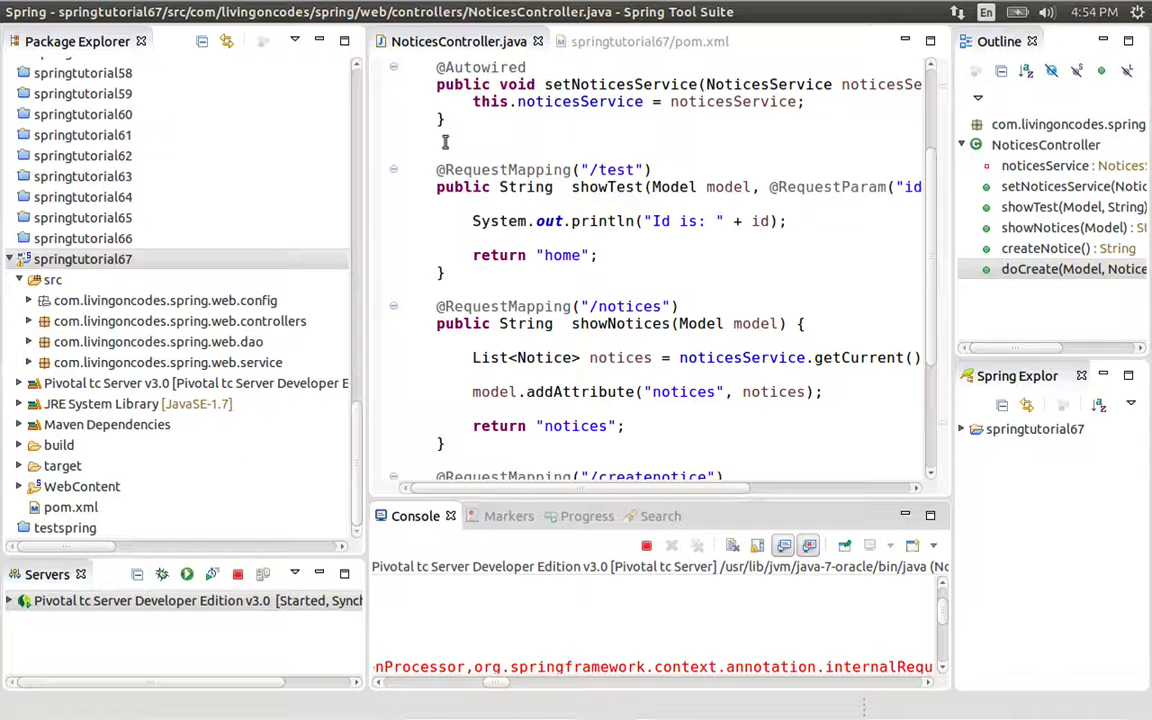 Spring - springtutorial67/src/com/livingoncodes/spring/web/controllers/NoticesController.java - Spring Tool Suite
En
4:54 PM
Package Explorer
springtutorial58
springtutorial59
springtutorial60
springtutorial61
springtutorial62
springtutorial63
springtutorial64
springtutorial65
springtutorial66
springtutorial67
src
com.livingoncodes.spring.web.config
com.livingoncodes.spring.web.controllers
com.livingoncodes.spring.web.dao
com.livingoncodes.spring.web.service
Pivotal tc Server v3.0 [Pivotal tc Server Developer E
JRE System Library [JavaSE-1.7]
Maven Dependencies
build
target
WebContent
pom.xml
testspring
Servers
Pivotal tc Server Developer Edition v3.0 [Started, Synch
NoticesController.java
springtutorial67/pom.xml
@Autowired
public void setNoticesService(NoticesService noticesSe
this.noticesService = noticesService;
}
@RequestMapping("/test")
public String showTest(Model model, @RequestParam("id
System.out.println("Id is: " + id);
return "home";
}
@RequestMapping("/notices")
public String showNotices(Model model) {
List<Notice> notices = noticesService.getCurrent()
model.addAttribute("notices", notices);
return "notices";
}
@RequestMapping("/createnotice")
Console
Markers
Progress
Search
Pivotal tc Server Developer Edition v3.0 [Pivotal tc Server] /usr/lib/jvm/java-7-oracle/bin/java (No
onProcessor,org.springframework.context.annotation.internalRequ
Outline
com.livingoncodes.spring
NoticesController
noticesService : Notices
setNoticesService(Notic
showTest(Model, String)
showNotices(Model) : S
createNotice() : String
doCreate(Model, Notice
Spring Explor
springtutorial67